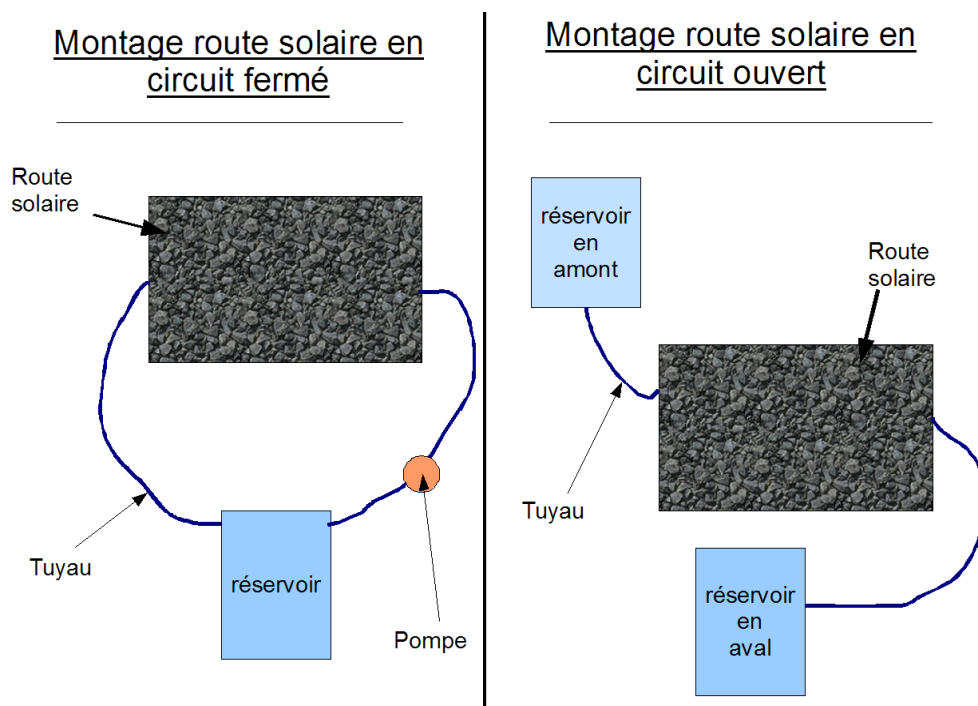 Montage route solaire en
circuit fermé
Route
solaire
Tuyau
réservoir
Pompe
Montage route solaire en
circuit ouvert
réservoir
en
amont
Route
solaire
Tuyau
réservoir
en
aval